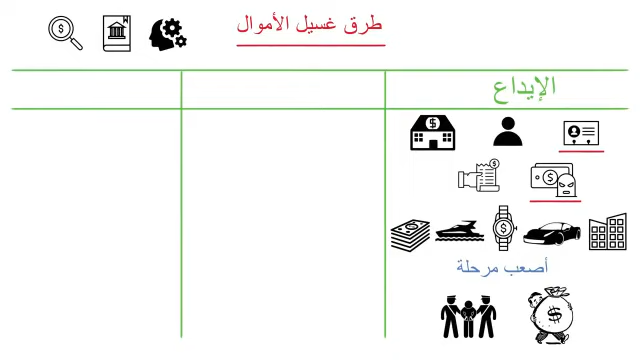 طرق غسيل الأموال
الإيداع
أصعب مرحلة